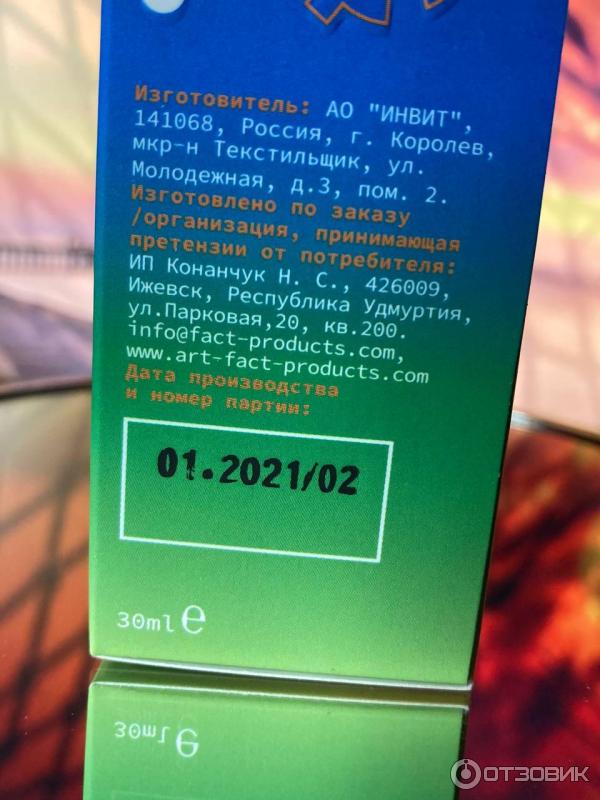 Изготовитель: АО "ИНВИТ",
141068, Россия, г. Королев,
мкр-н Текстильщик, ул.
Молодежная, д.3, пом. 2.
Изготовлено по заказу
/организация, принимающая
претензии от потребителя:
ИП Конанчук Н. С., 426009,
Ижевск, Республика Удмуртия,
ул.Парковая,20, кв.200.
info@fact-products.com,
www.art-fact-products.com
Дата производства
и номер партии:
01.2021/02
30ml e
30ml e
ОТЗОВИК